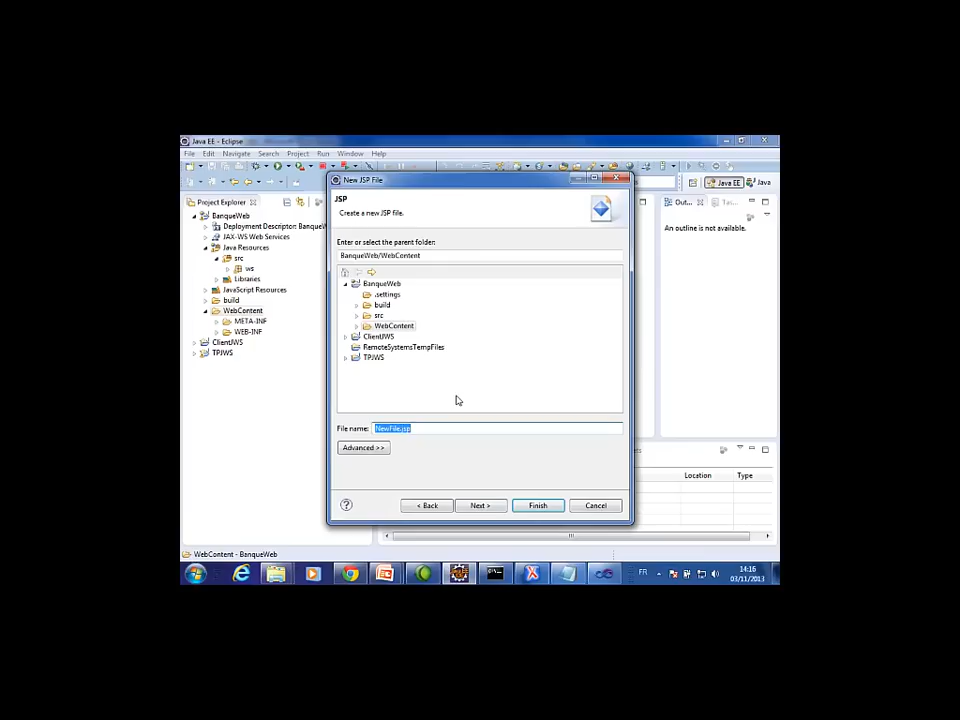 Java EE - Eclipse
File Edit Navigate Search Project Run Window Help
New JSP File
Java EE Java
Project Explorer
JSP
Create a new JSP file.
Out...
An outline is not available.
BanqueWeb
Deployment Descriptor: BanqueW
JAX-WS Web Services
Java Resources
src
ws
Libraries
JavaScript Resources
build
WebContent
META-INF
WEB-INF
ClientJWS
TPJWS
Enter or select the parent folder:
BanqueWeb/WebContent
BanqueWeb
.settings
build
src
WebContent
ClientJWS
RemoteSystemsTempFiles
TPJWS
File name: NewFile.jsp
Advanced >>
Location Type
? < Back Next > Finish Cancel
WebContent - BanqueWeb
FR
14:16
03/11/2013